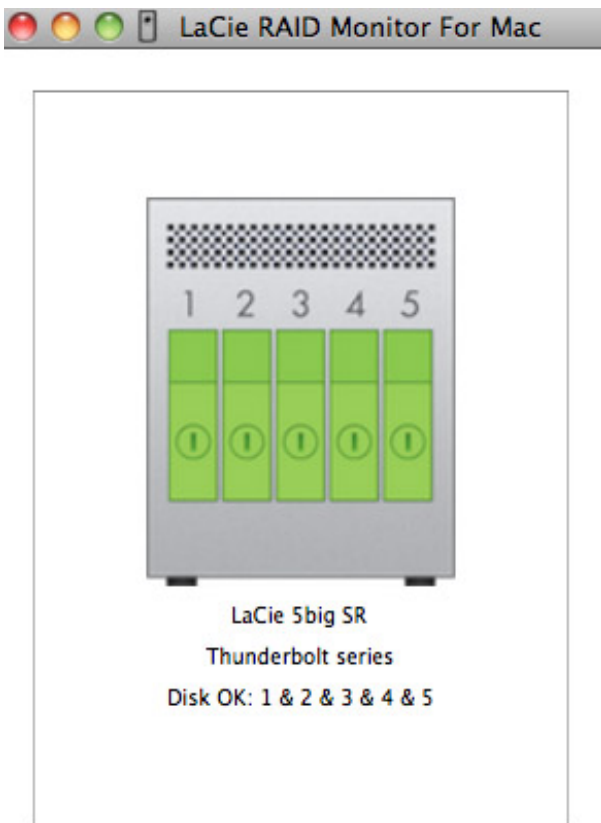 LaCie RAID Monitor For Mac
1 2 3 4 5
LaCie 5big SR
Thunderbolt series
Disk OK: 1 & 2 & 3 & 4 & 5